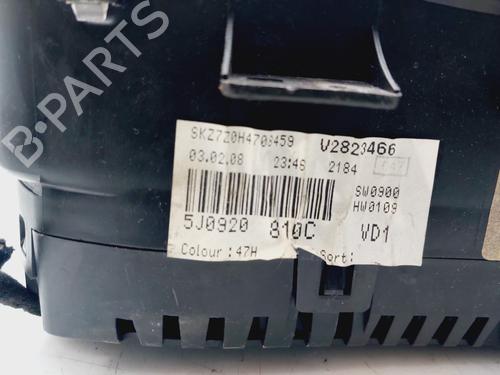 B-PARTS
SKZ7Z0H4708459 V2823466
03.02.08 23:46 2184
SW0900
HW0109
5J0920 810C VD1
Colour : 47H Sort: